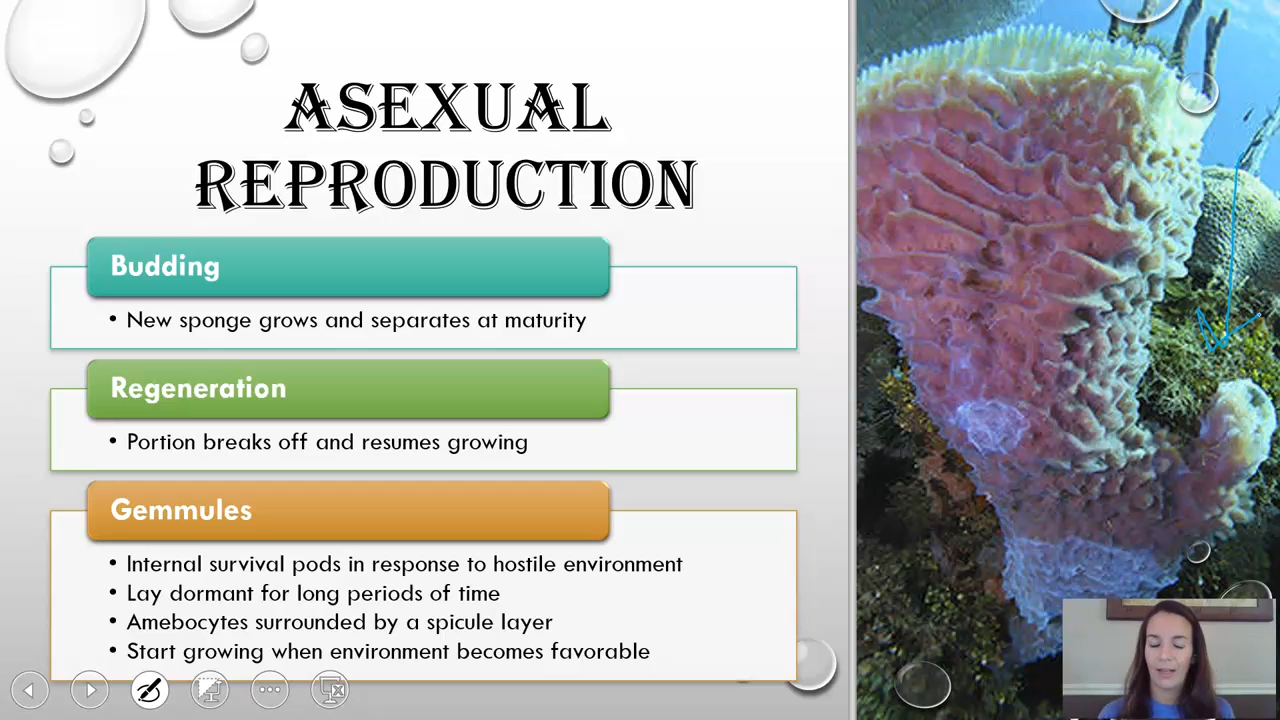 ASEXUAL
REPRODUCTION
Budding
• New sponge grows and separates at maturity
Regeneration
• Portion breaks off and resumes growing
Gemmules
• Internal survival pods in response to hostile environment
• Lay dormant for long periods of time
• Amebocytes surrounded by a spicule layer
• Start growing when environment becomes favorable